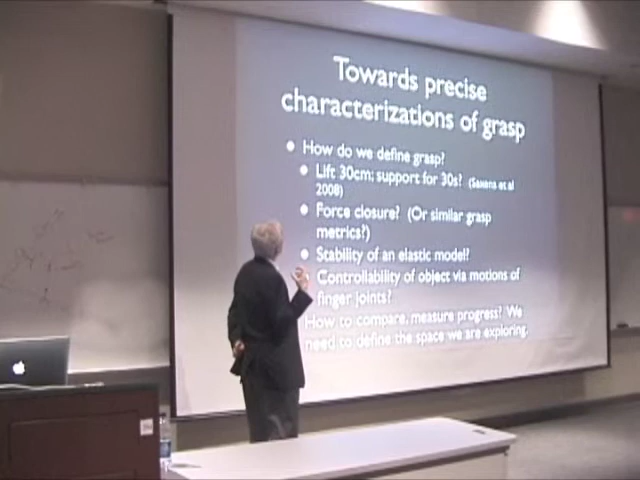 Towards precise
characterizations of grasp
How do we define grasp?
Lift 30cm; support for 30s? (Saxena et al
2008)
Force closure? (Or similar grasp
metrics?)
Stability of an elastic model?
Controllability of object via motions of
finger joints?
How to compare, measure progress? We
need to define the space we are exploring.